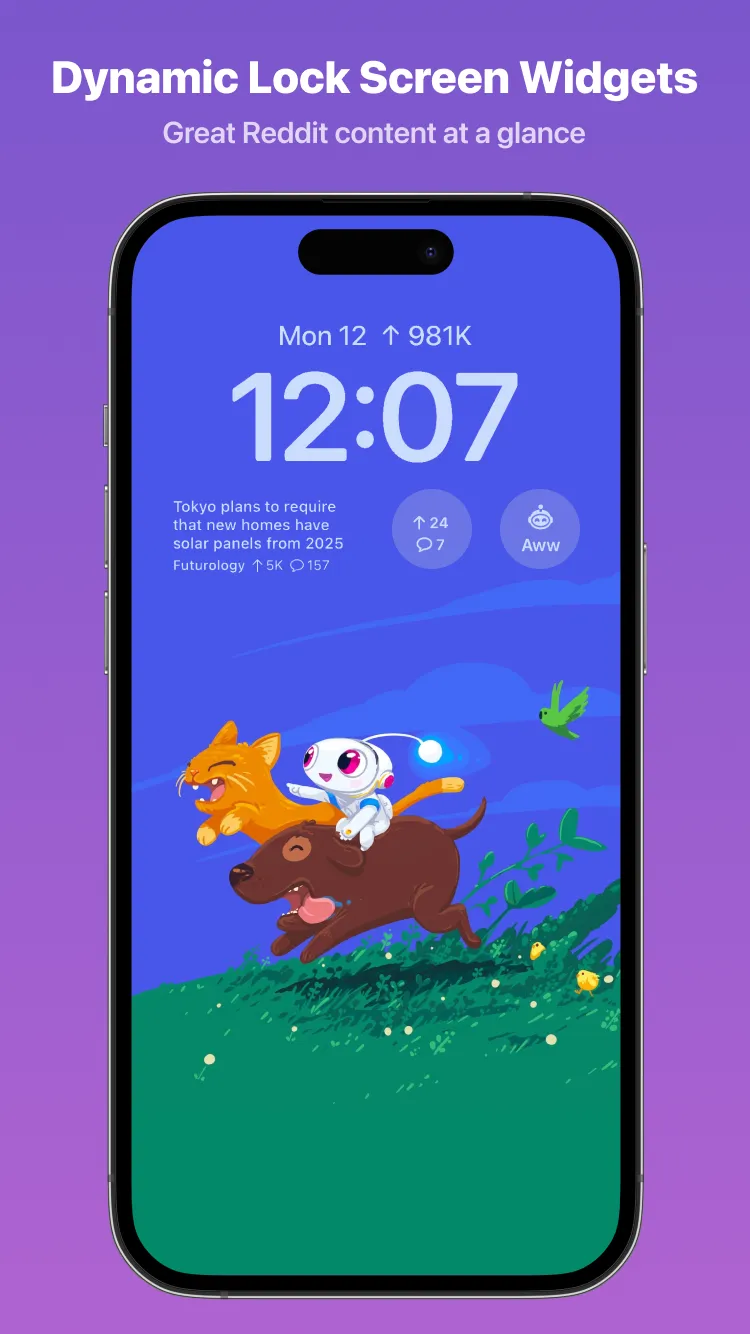 Dynamic Lock Screen Widgets
Great Reddit content at a glance
Mon 12 ↑ 981K
12:07
Tokyo plans to require
that new homes have
solar panels from 2025
Futurology ↑ 5K 157
↑ 24
7
Aww